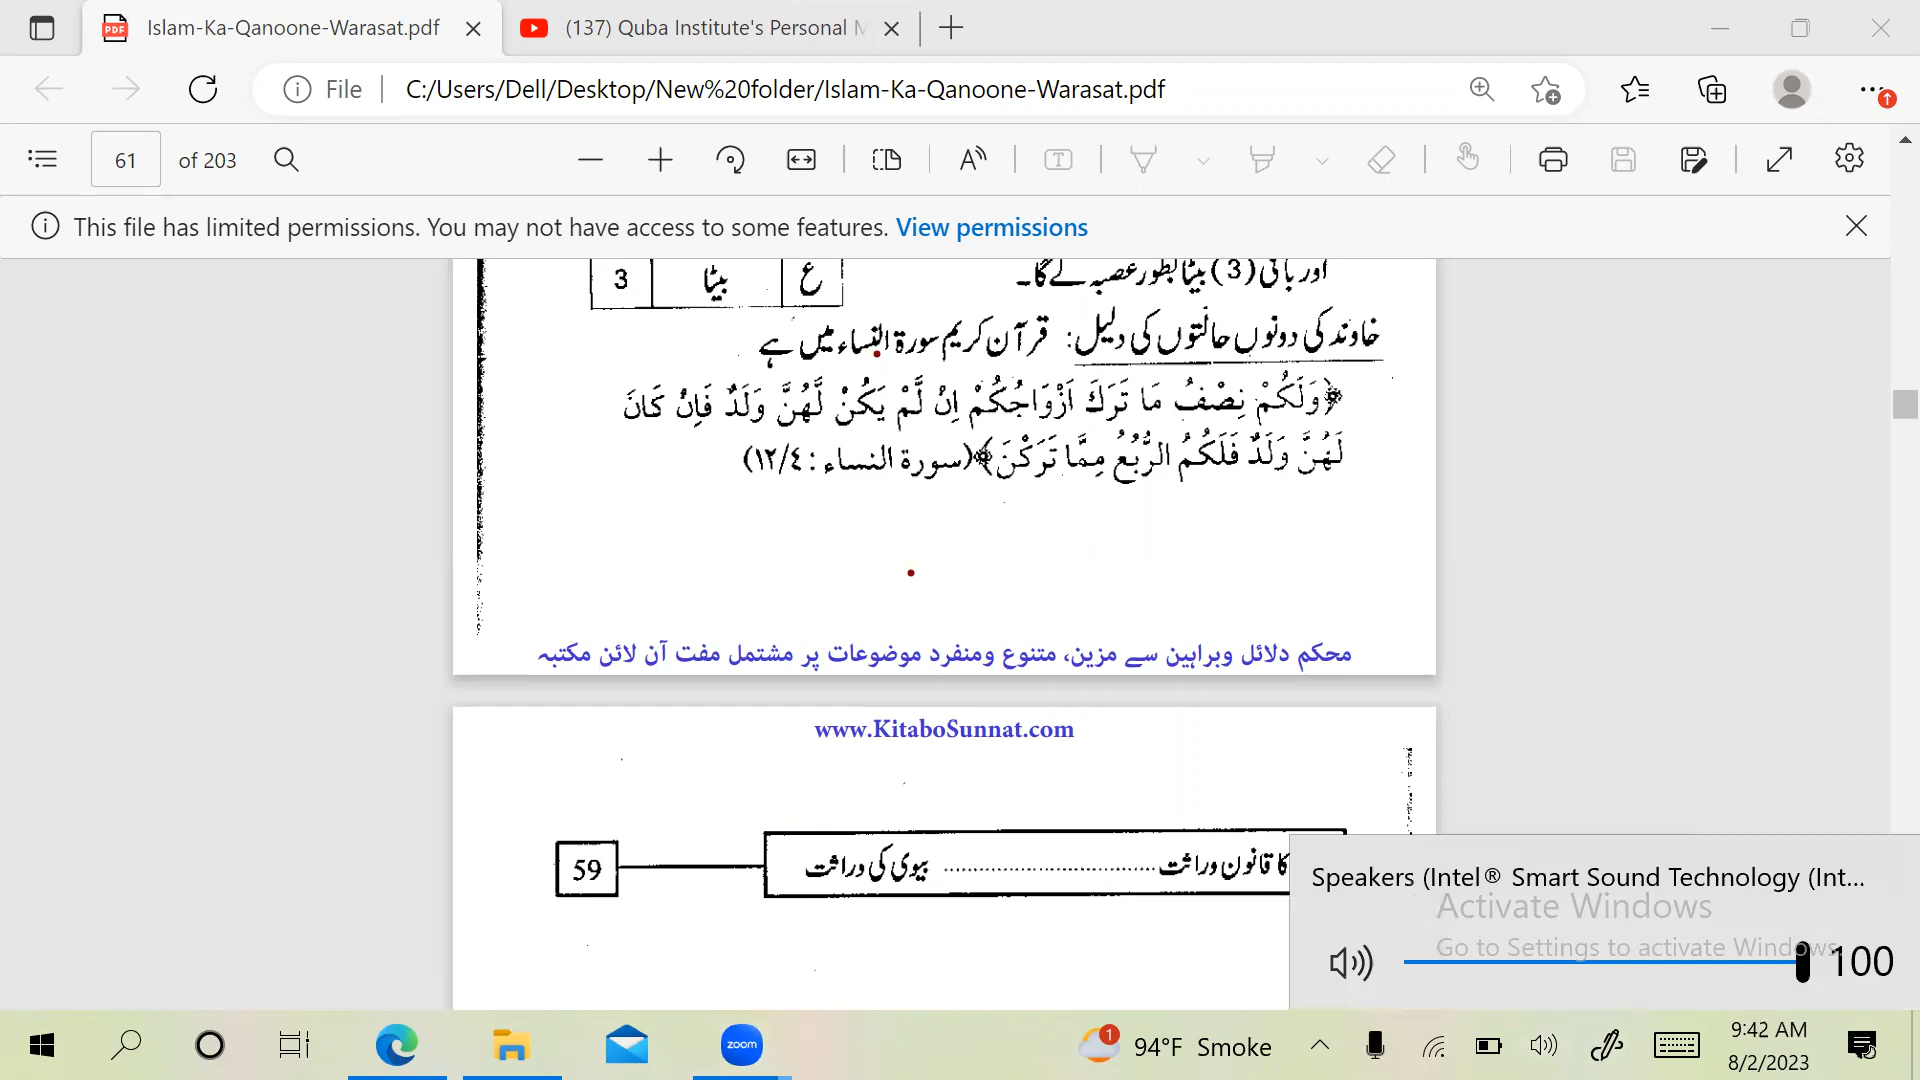 Islam-Ka-Qanoone-Warasat.pdf
(137) Quba Institute's Personal M
File
C:/Users/Dell/Desktop/New%20folder/Islam-Ka-Qanoone-Warasat.pdf
61 of 203
This file has limited permissions. You may not have access to some features. View permissions
اور باقی (3) بیٹا بطور عصبہ لے گا۔
ع بیٹا 3
خاوند کی دونوں حالتوں کی دلیل: قرآن کریم سورۃ النساء میں ہے
﴿وَلَكُمْ نِصْفُ مَا تَرَكَ اَزْوَاجُكُمْ اِنْ لَّمْ يَكُنْ لَّهُنَّ وَلَدٌ فَاِنْ كَانَ
لَهُنَّ وَلَدٌ فَلَكُمُ الرُّبُعُ مِمَّا تَرَكْنَ﴾ (سورة النساء : ١٢/٤)
محکم دلائل وبراہین سے مزین، متنوع ومنفرد موضوعات پر مشتمل مفت آن لائن مکتبہ
www.KitaboSunnat.com
کا قانون وراثت .......................... بیوی کی وراثت
59
Speakers (Intel® Smart Sound Technology (Int...
Activate Windows
Go to Settings to activate Windows.
100
zoom
1
94°F Smoke
9:42 AM
8/2/2023